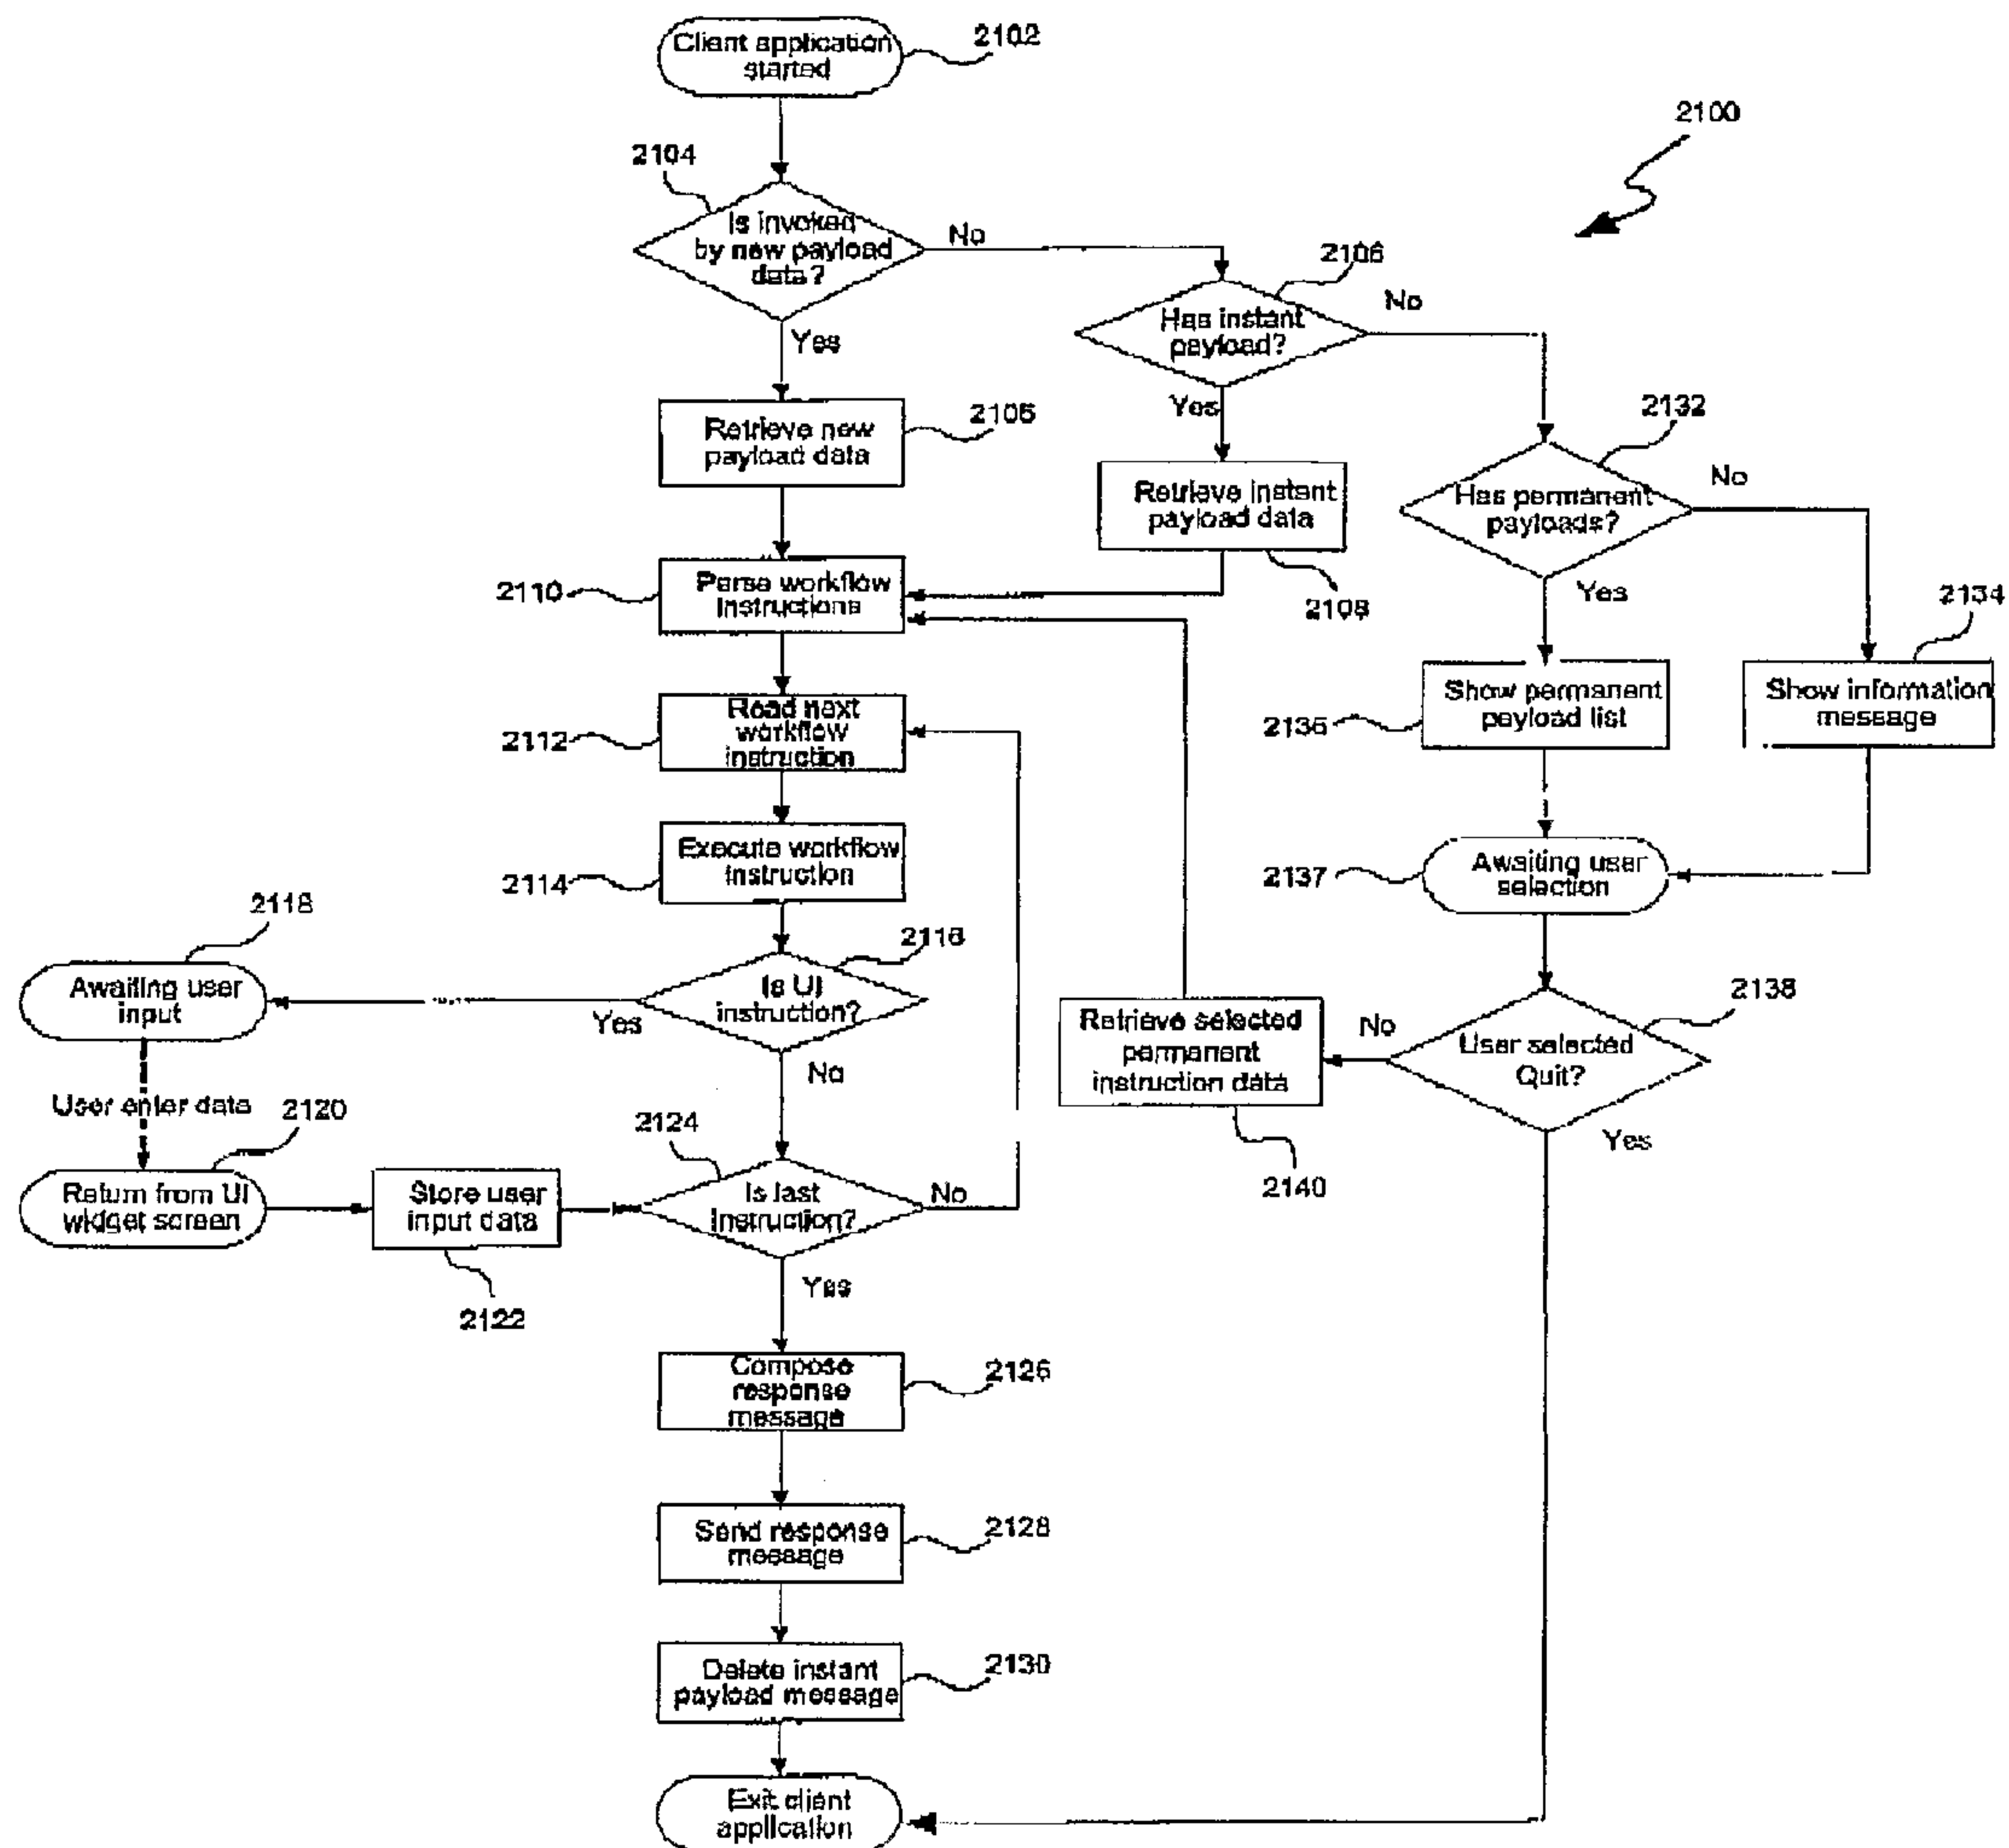 Client application
started
2102
2100
2104
Is invoked
by new payload
data?
No
Yes
2106
Has instant
payload?
No
Yes
Retrieve new
payload data
2106
2132
Has permanent
payloads?
No
Yes
Retrieve instant
payload data
2108
2110
Parse workflow
instructions
2134
2136
Show permanent
payload list
Show information
message
2112
Read next
workflow
instruction
2114
Execute workflow
instruction
2137
Awaiting user
selection
2118
2116
Awaiting user
input
Is UI
instruction?
Yes
No
Retrieve selected
permanent
instruction data
2140
No
2138
User selected
Quit?
Yes
User enter data
2120
Return from UI
widget screen
Store user
input data
2122
2124
Is last
Instruction?
No
Yes
Compose
response
message
2126
Send response
message
2128
Delete instant
payload message
2130
Exit client
application